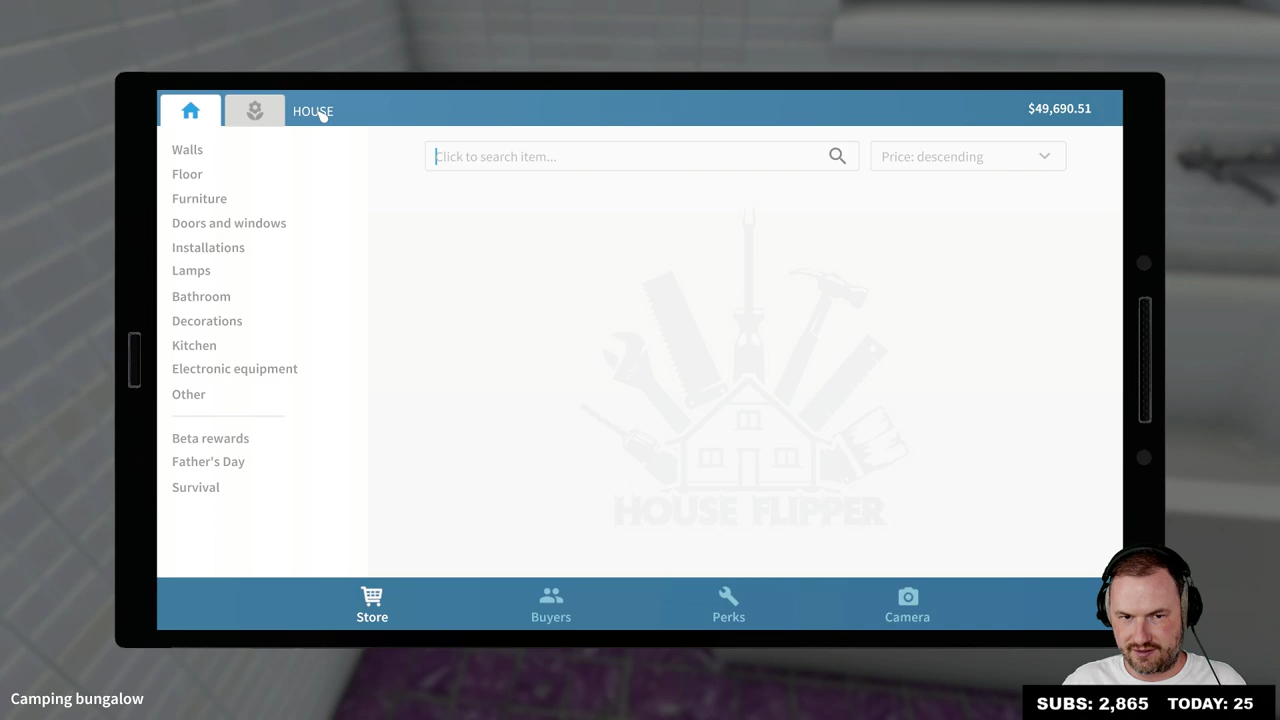 HOUSE
$49,690.51
Click to search item...
Price: descending
Walls
Floor
Furniture
Doors and windows
Installations
Lamps
Bathroom
Decorations
Kitchen
Electronic equipment
Other
Beta rewards
Father's Day
Survival
HOUSE FLIPPER
Store
Buyers
Perks
Camera
Camping bungalow
SUBS: 2,865 TODAY: 25